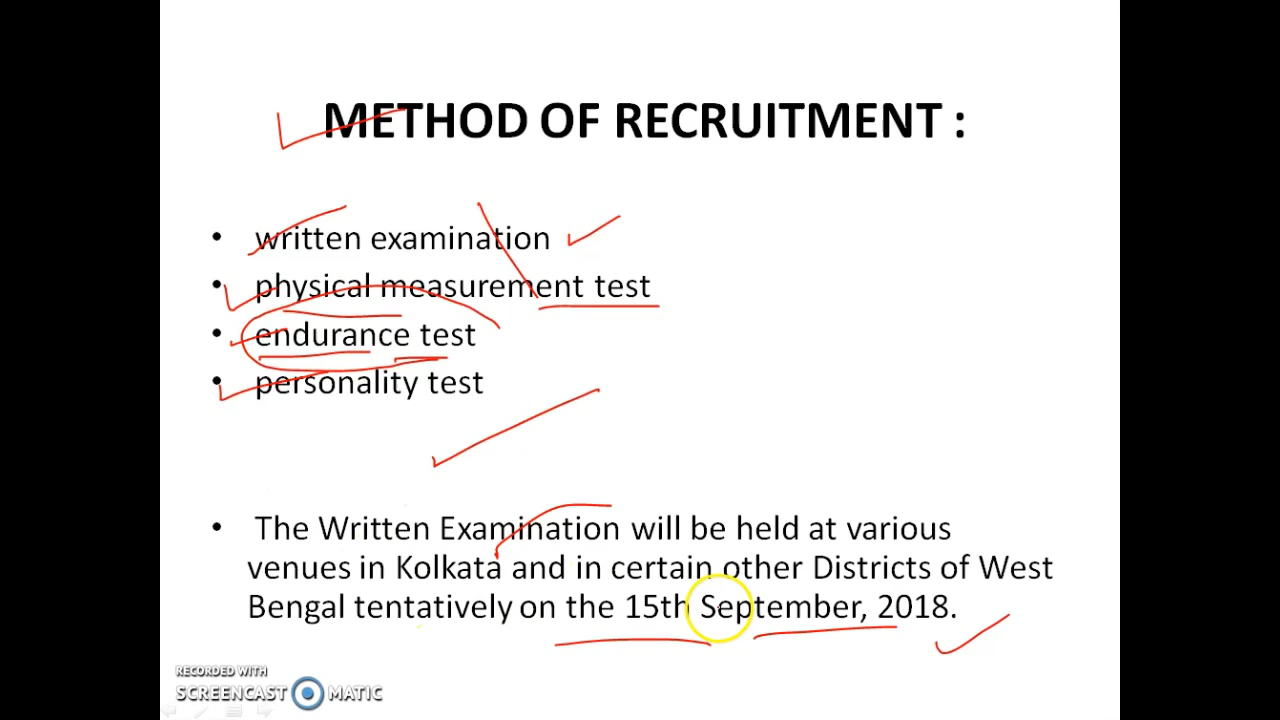 METHOD OF RECRUITMENT :
• written examination
• physical measurement test
• endurance test
• personality test
• The Written Examination will be held at various
venues in Kolkata and in certain other Districts of West
Bengal tentatively on the 15th September, 2018.
RECORDED WITH
SCREENCAST MATIC